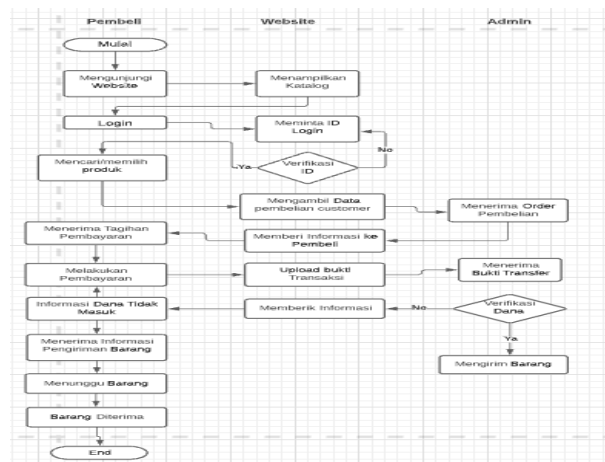 Pembeli
Website
Admin
Mulai
Mengunjungi
Website
Menampilkan
Katalog
Login
Meminta ID
Login
No
Mencari/memilih
produk
Ya
Verifikasi
ID
Mengambil Data
pembelian customer
Menerima Order
Pembelian
Menerima Tagihan
Pembayaran
Memberi Informasi ke
Pembeli
Melakukan
Pembayaran
Upload bukti
Transaksi
Menerima
Bukti Transfer
Informasi Dana Tidak
Masuk
Memberik Informasi
No
Verifikasi
Dana
Ya
Menerima Informasi
Pengiriman Barang
Mengirim Barang
Menunggu Barang
Barang Diterima
End